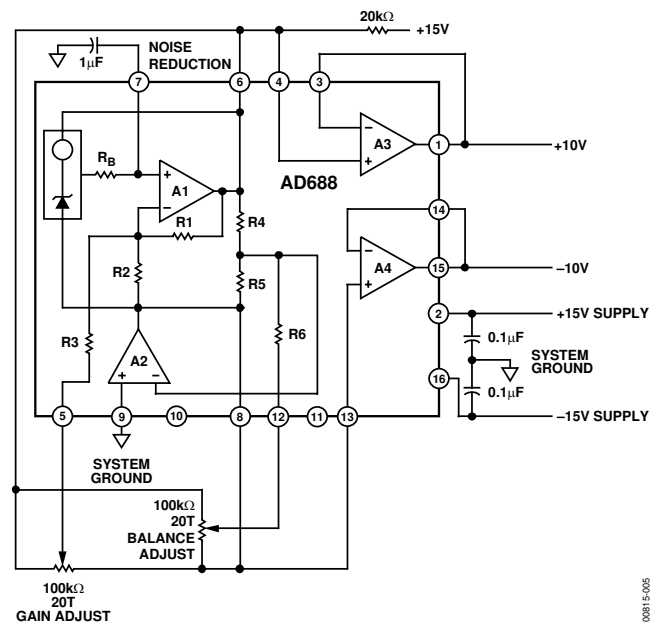 20kΩ
+15V
1μF
NOISE
REDUCTION
7
6
4
3
RB
A1
R1
R4
A3
1
+10V
AD688
14
R2
R5
A4
15
–10V
R3
R6
2
+15V SUPPLY
0.1μF
SYSTEM
GROUND
A2
16
0.1μF
–15V SUPPLY
5
9
10
8
12
11
13
SYSTEM
GROUND
100kΩ
20T
BALANCE
ADJUST
100kΩ
20T
GAIN ADJUST
00815-005